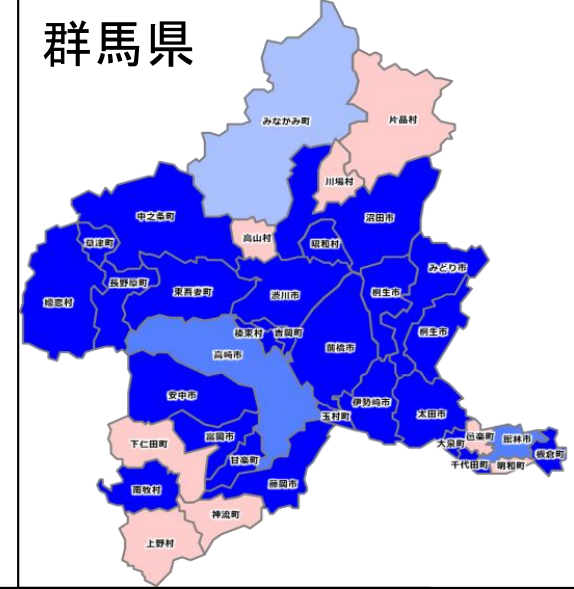 群馬県
みなかみ町
片品村
川場村
中之条町
沼田市
高山村
昭和村
草津町
みどり市
長野原町
東吾妻町
渋川市
桐生市
嬬恋村
榛東村
吉岡町
桐生市
前橋市
高崎市
安中市
伊勢崎市
玉村町
太田市
邑楽町
館林市
大泉町
板倉町
千代田町
明和町
下仁田町
富岡市
甘楽町
藤岡市
南牧村
神流町
上野村